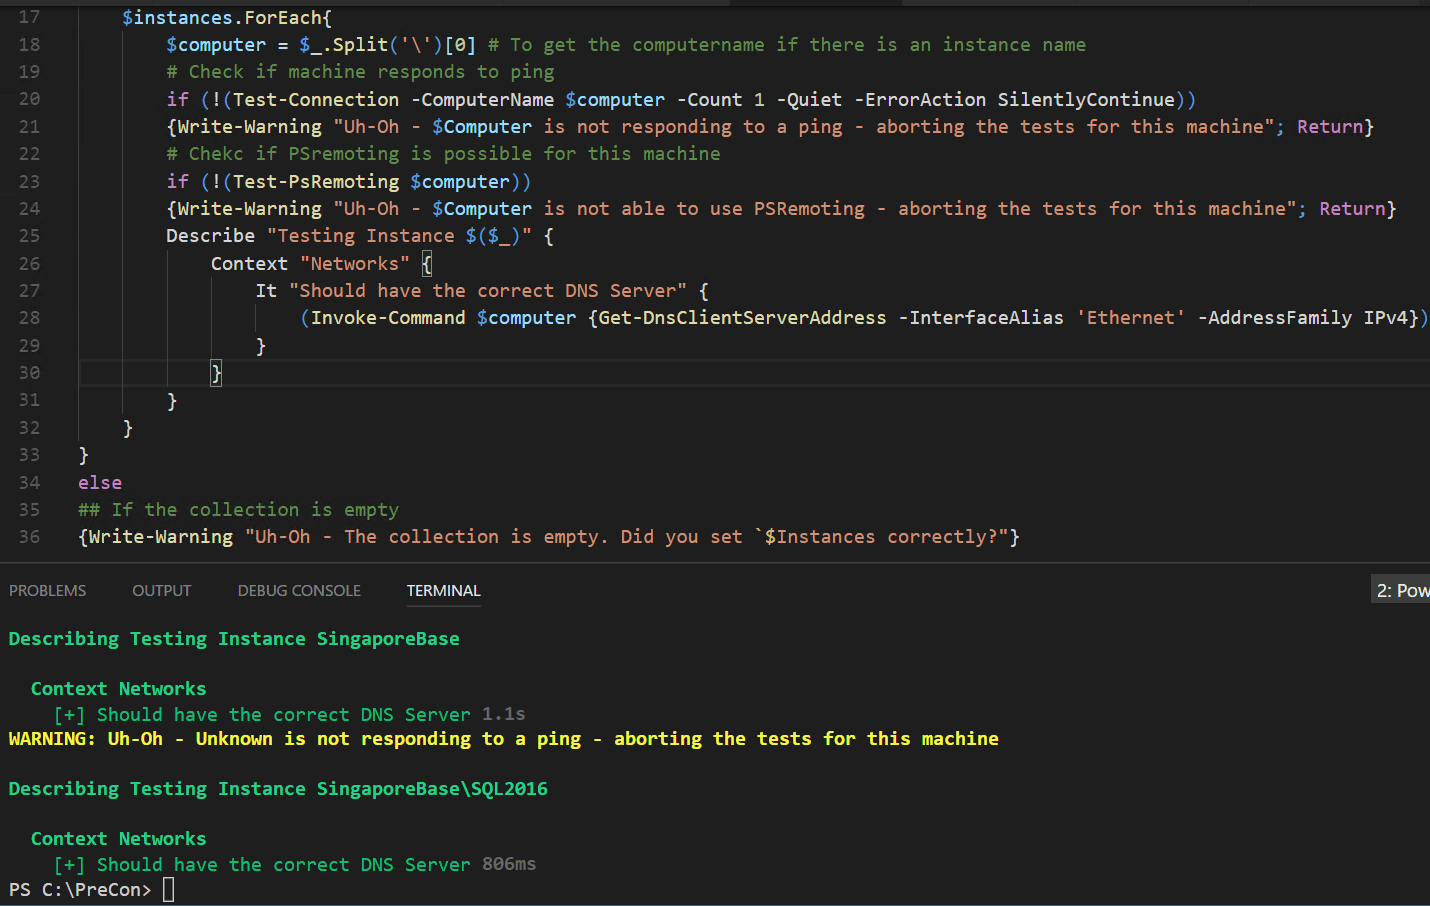 17 $instances.ForEach{
18 $computer = $_.Split('\')[0] # To get the computername if there is an instance name
19 # Check if machine responds to ping
20 if (!(Test-Connection -ComputerName $computer -Count 1 -Quiet -ErrorAction SilentlyContinue))
21 {Write-Warning "Uh-Oh - $Computer is not responding to a ping - aborting the tests for this machine"; Return}
22 # Chekc if PSremoting is possible for this machine
23 if (!(Test-PsRemoting $computer))
24 {Write-Warning "Uh-Oh - $Computer is not able to use PSRemoting - aborting the tests for this machine"; Return}
25 Describe "Testing Instance $($_)" {
26 Context "Networks" {
27 It "Should have the correct DNS Server" {
28 (Invoke-Command $computer {Get-DnsClientServerAddress -InterfaceAlias 'Ethernet' -AddressFamily IPv4})
29 }
30 }
31 }
32 }
33 }
34 else
35 ## If the collection is empty
36 {Write-Warning "Uh-Oh - The collection is empty. Did you set `$Instances correctly?"}
PROBLEMS OUTPUT DEBUG CONSOLE TERMINAL 2: Pow
Describing Testing Instance SingaporeBase
Context Networks
[+] Should have the correct DNS Server 1.1s
WARNING: Uh-Oh - Unknown is not responding to a ping - aborting the tests for this machine
Describing Testing Instance SingaporeBase\SQL2016
Context Networks
[+] Should have the correct DNS Server 806ms
PS C:\PreCon>